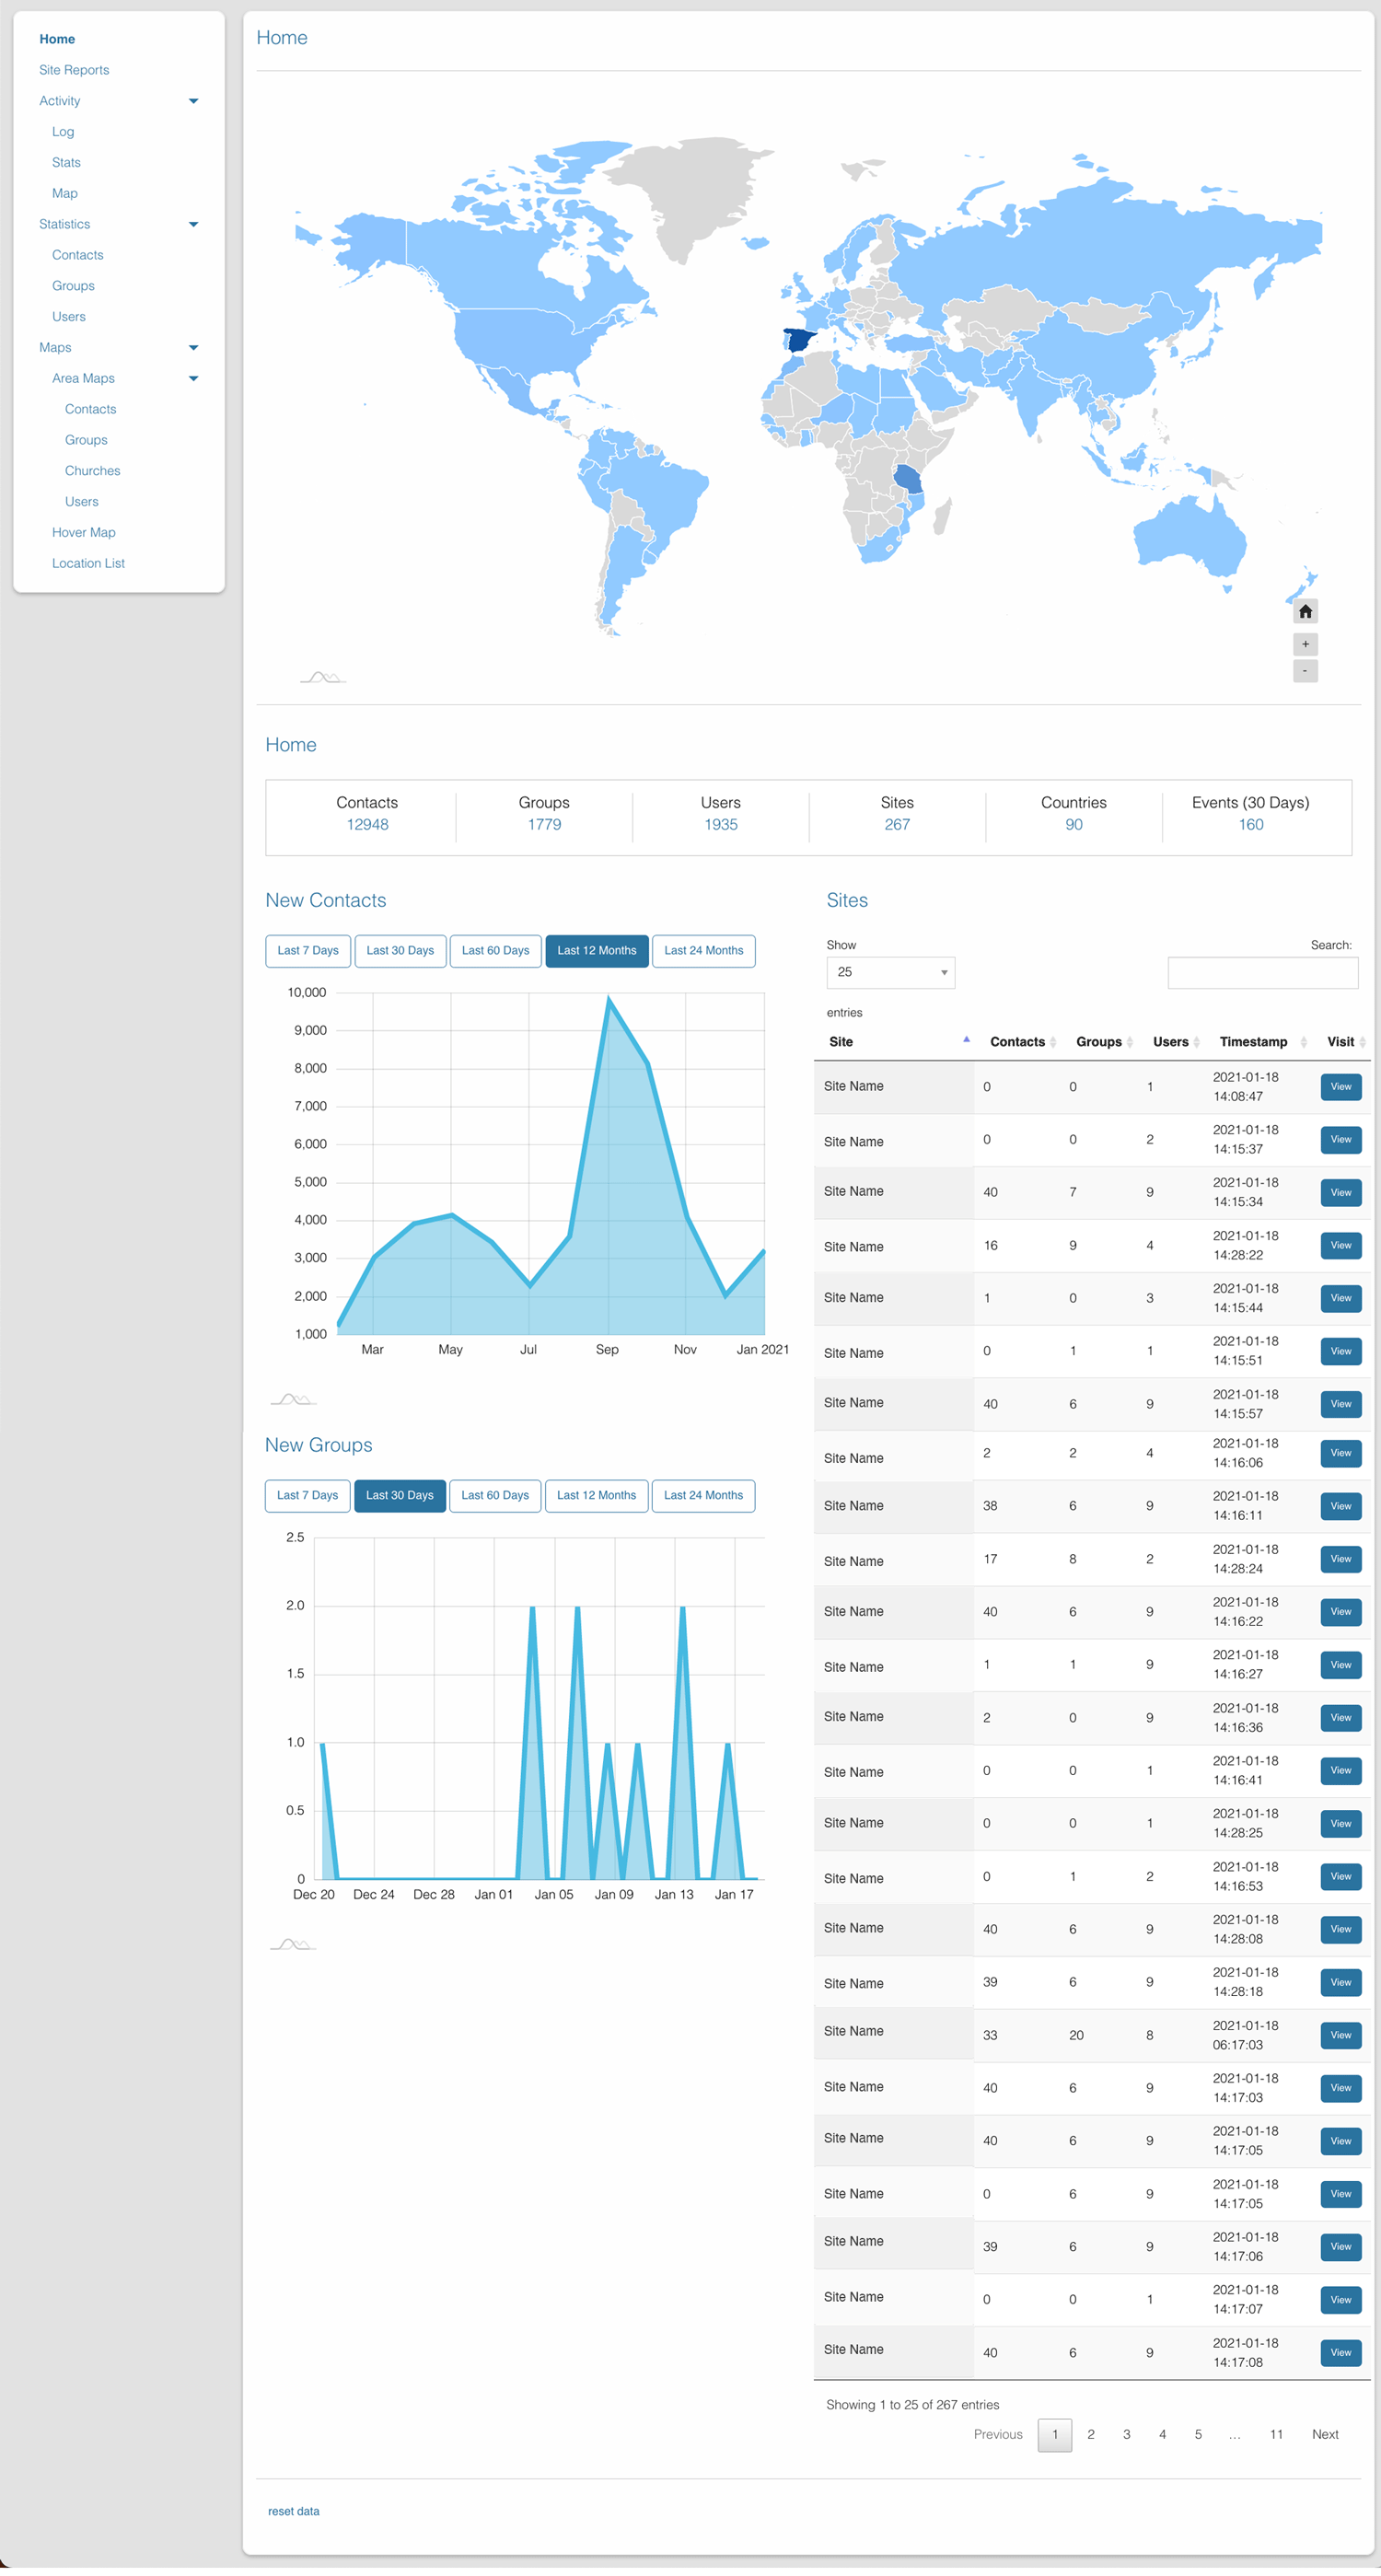 Home
Site Reports
Activity
Log
Stats
Map
Statistics
Contacts
Groups
Users
Maps
Area Maps
Contacts
Groups
Churches
Users
Hover Map
Location List
Home
+
-
Home
Contacts Groups Users Sites Countries Events (30 Days)
12948 1779 1935 267 90 160
New Contacts
Last 7 Days Last 30 Days Last 60 Days Last 12 Months Last 24 Months
10,000
9,000
8,000
7,000
6,000
5,000
4,000
3,000
2,000
1,000
Mar May Jul Sep Nov Jan 2021
New Groups
Last 7 Days Last 30 Days Last 60 Days Last 12 Months Last 24 Months
2.5
2.0
1.5
1.0
0.5
0
Dec 20 Dec 24 Dec 28 Jan 01 Jan 05 Jan 09 Jan 13 Jan 17
Sites
Show Search:
25
entries
Site Contacts Groups Users Timestamp Visit
Site Name 0 0 1 2021-01-18 14:08:47 View
Site Name 0 0 2 2021-01-18 14:15:37 View
Site Name 40 7 9 2021-01-18 14:15:34 View
Site Name 16 9 4 2021-01-18 14:28:22 View
Site Name 1 0 3 2021-01-18 14:15:44 View
Site Name 0 1 1 2021-01-18 14:15:51 View
Site Name 40 6 9 2021-01-18 14:15:57 View
Site Name 2 2 4 2021-01-18 14:16:06 View
Site Name 38 6 9 2021-01-18 14:16:11 View
Site Name 17 8 2 2021-01-18 14:28:24 View
Site Name 40 6 9 2021-01-18 14:16:22 View
Site Name 1 1 9 2021-01-18 14:16:27 View
Site Name 2 0 9 2021-01-18 14:16:36 View
Site Name 0 0 1 2021-01-18 14:16:41 View
Site Name 0 0 1 2021-01-18 14:28:25 View
Site Name 0 1 2 2021-01-18 14:16:53 View
Site Name 40 6 9 2021-01-18 14:28:08 View
Site Name 39 6 9 2021-01-18 14:28:18 View
Site Name 33 20 8 2021-01-18 06:17:03 View
Site Name 40 6 9 2021-01-18 14:17:03 View
Site Name 40 6 9 2021-01-18 14:17:05 View
Site Name 0 6 9 2021-01-18 14:17:05 View
Site Name 39 6 9 2021-01-18 14:17:06 View
Site Name 0 0 1 2021-01-18 14:17:07 View
Site Name 40 6 9 2021-01-18 14:17:08 View
Showing 1 to 25 of 267 entries
Previous 1 2 3 4 5 ... 11 Next
reset data